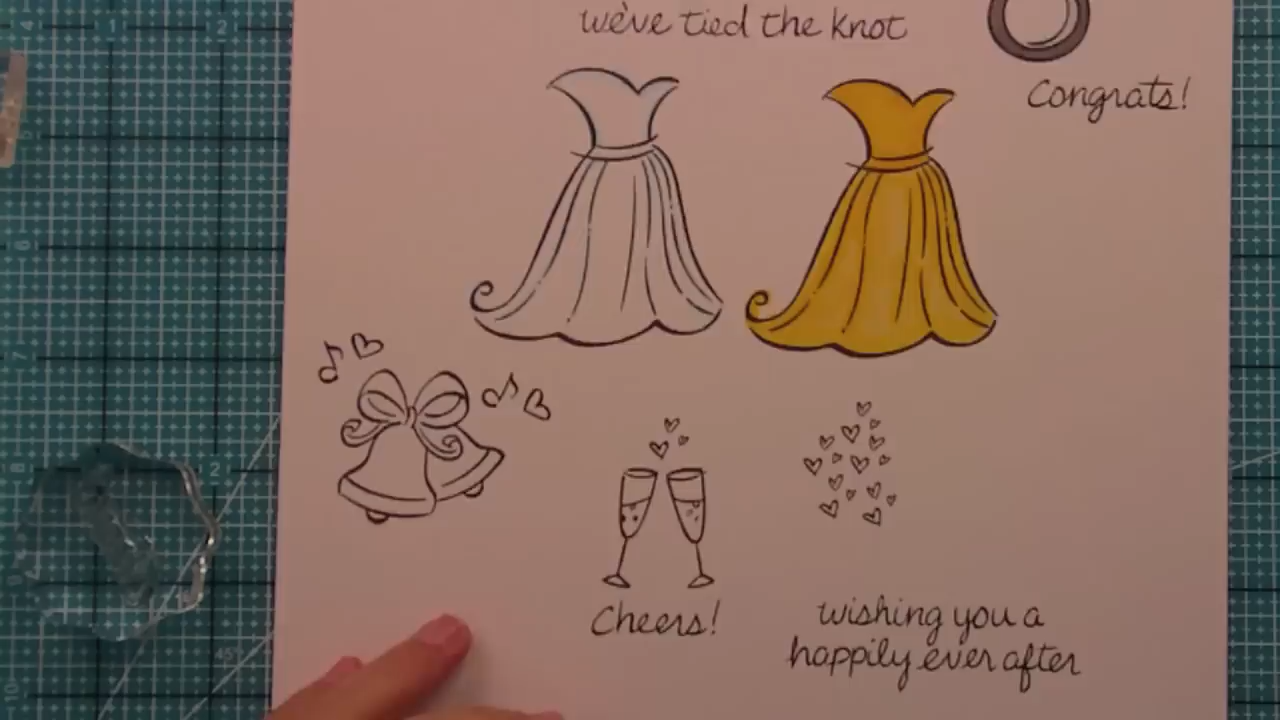 we've tied the knot
Congrats!
Cheers!
wishing you a
happily ever after